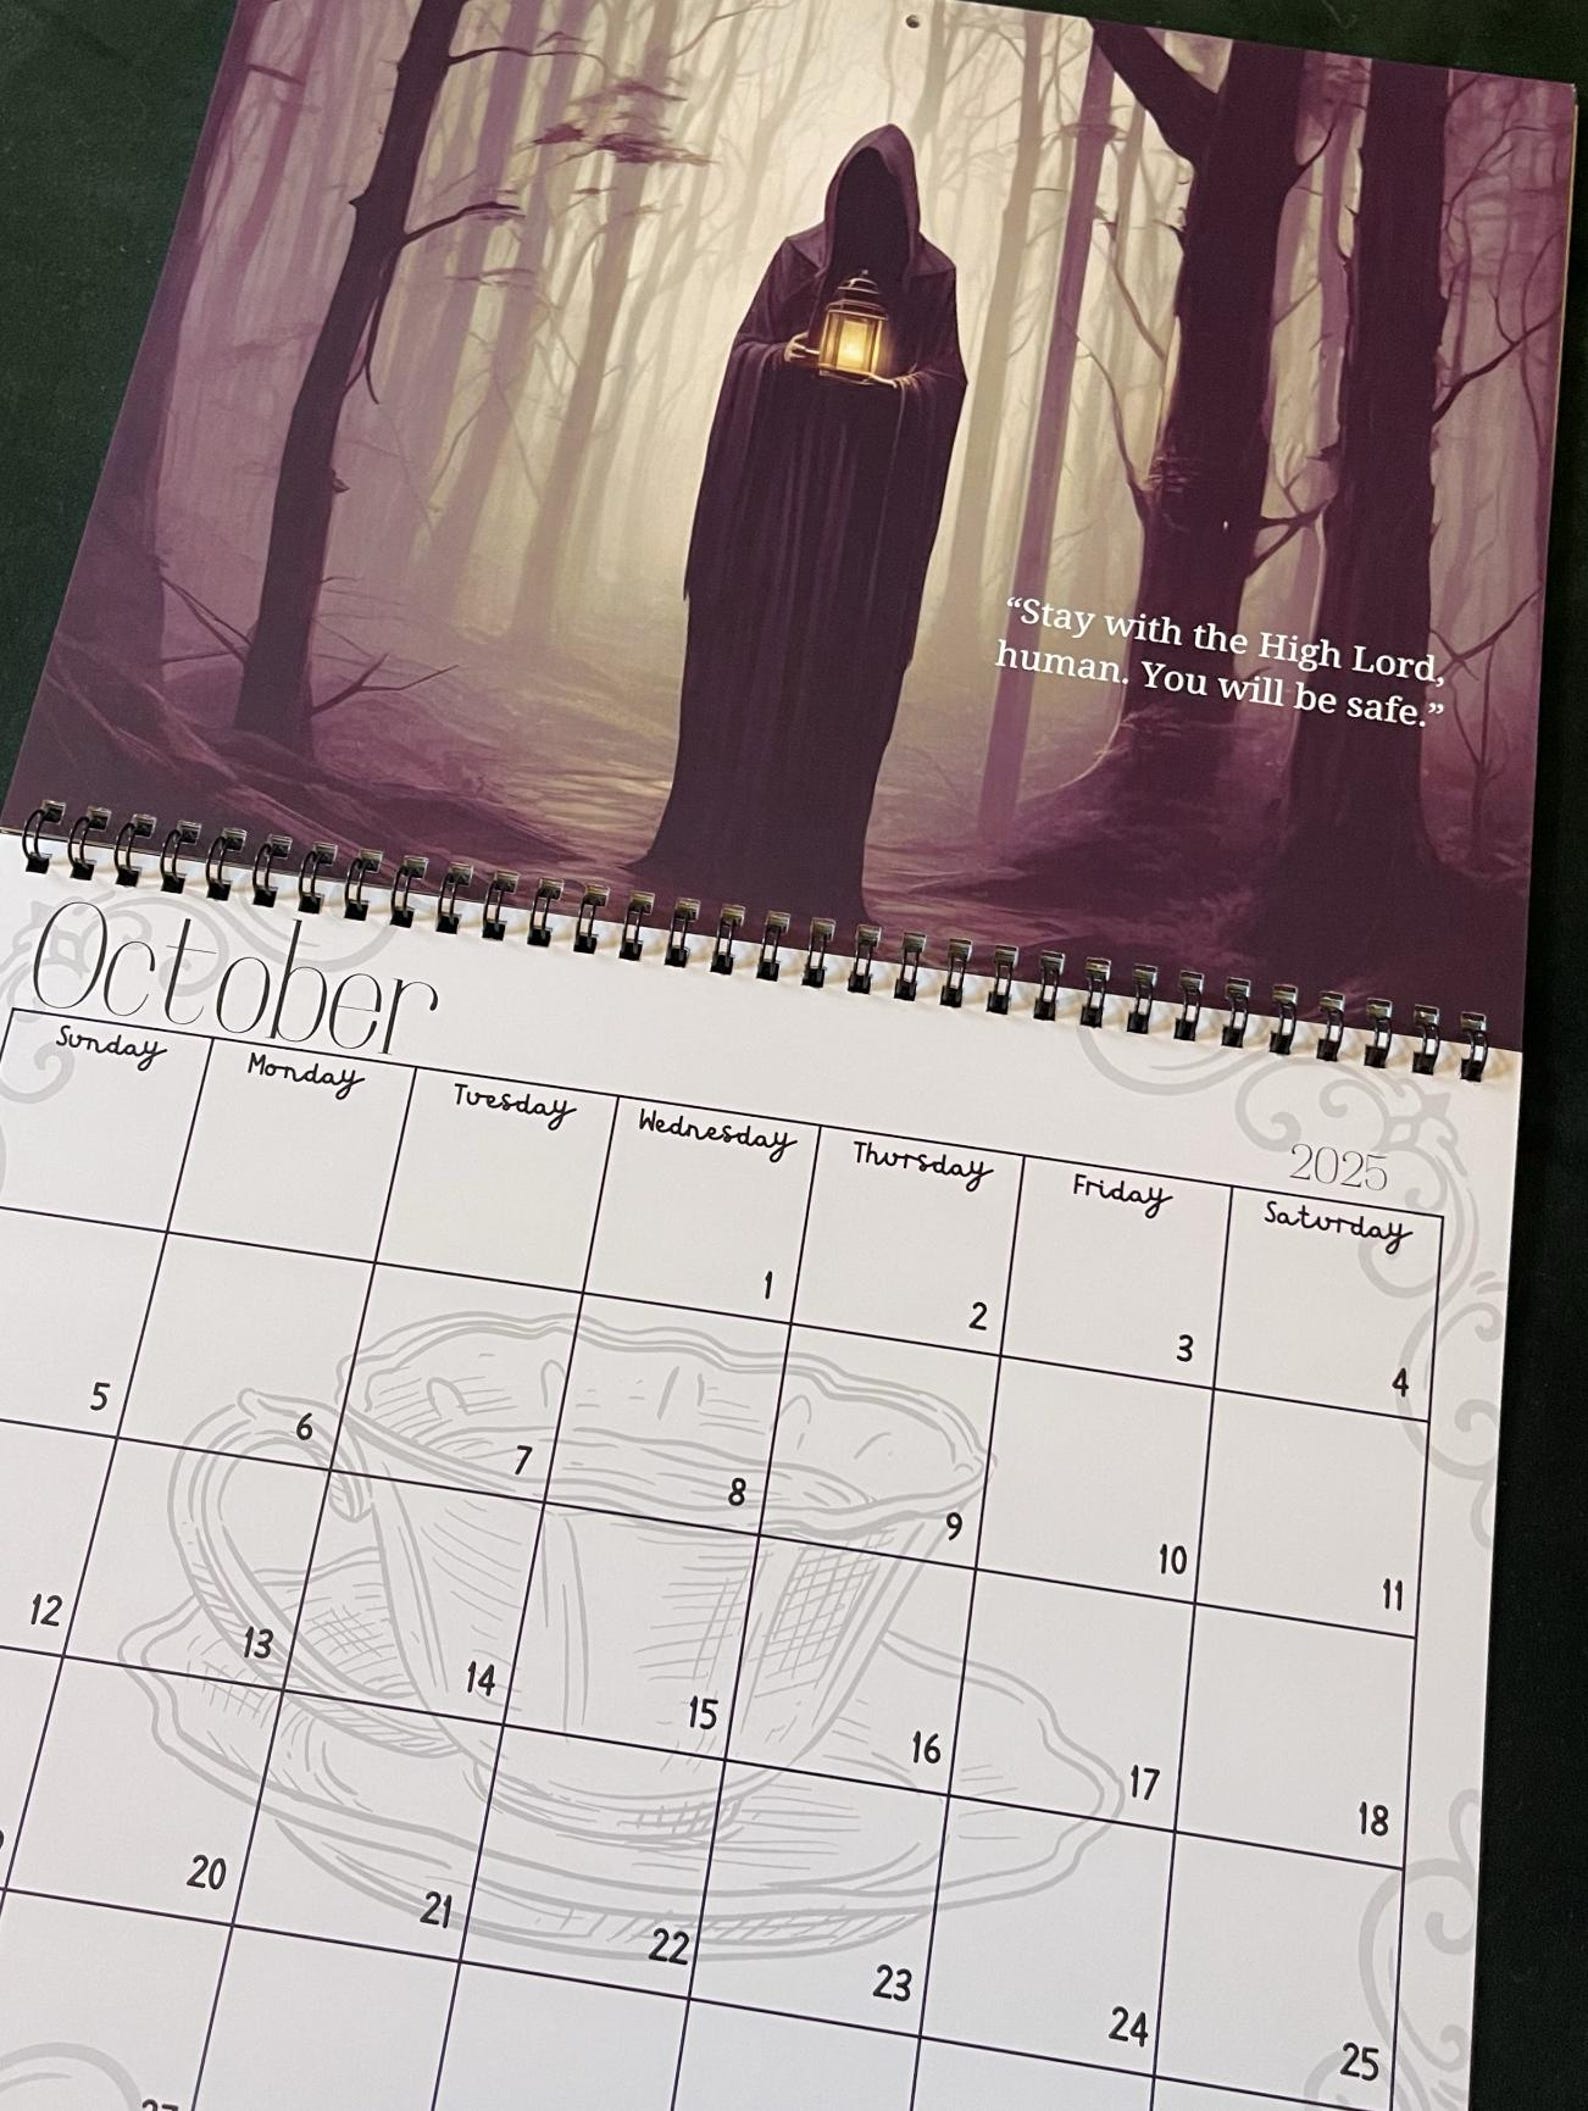 “Stay with the High Lord,
human. You will be safe.”
October
2025
Sunday Monday Tuesday Wednesday Thursday Friday Saturday
1 2 3 4
5 6 7 8 9 10 11
12 13 14 15 16 17 18
20 21 22 23 24 25